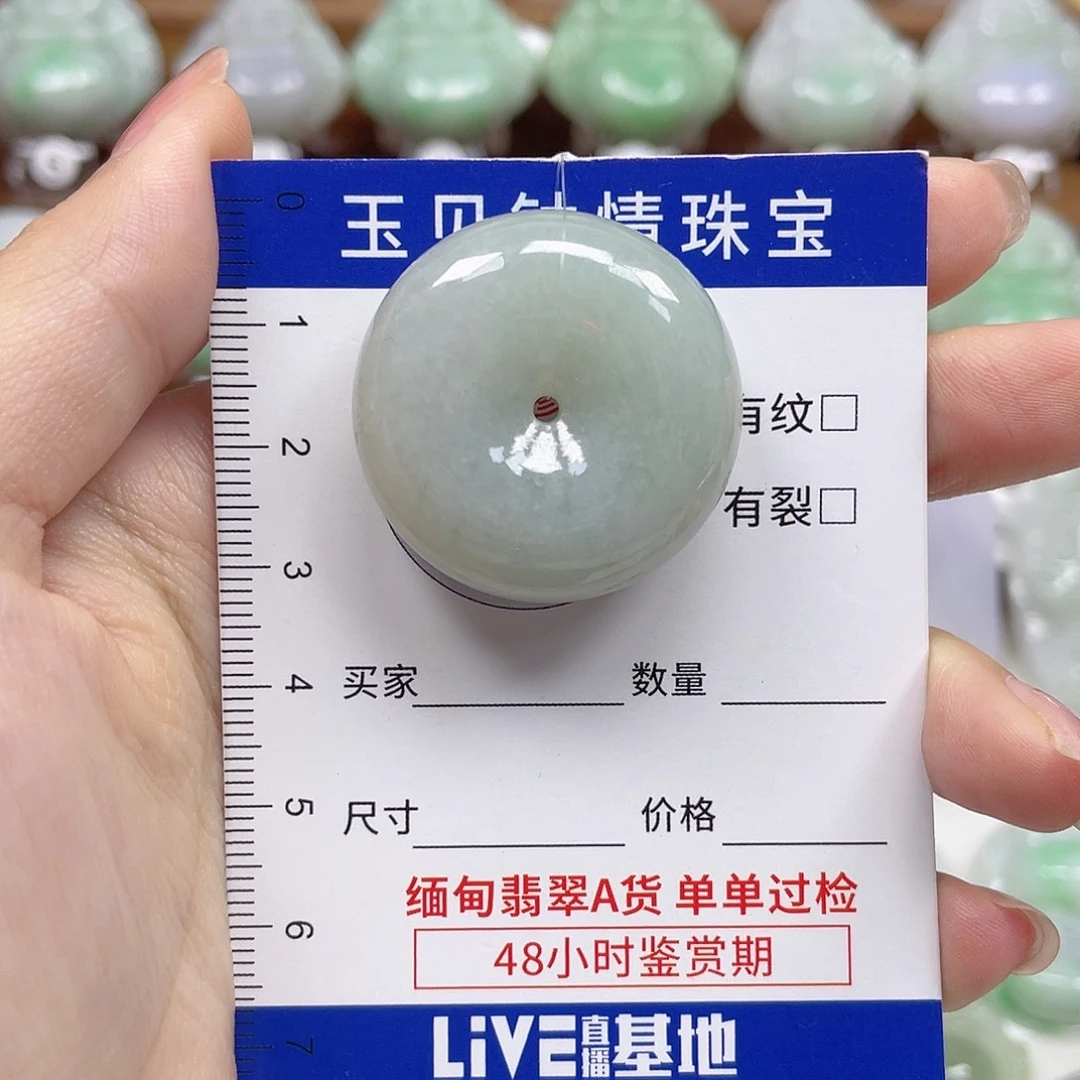 玉贝 情珠宝
0
1
有纹□
2
有裂□
3
4
买家 数量
5
尺寸 价格
缅甸翡翠A货 单单过检
6
48小时鉴赏期
7
LiVE直播基地